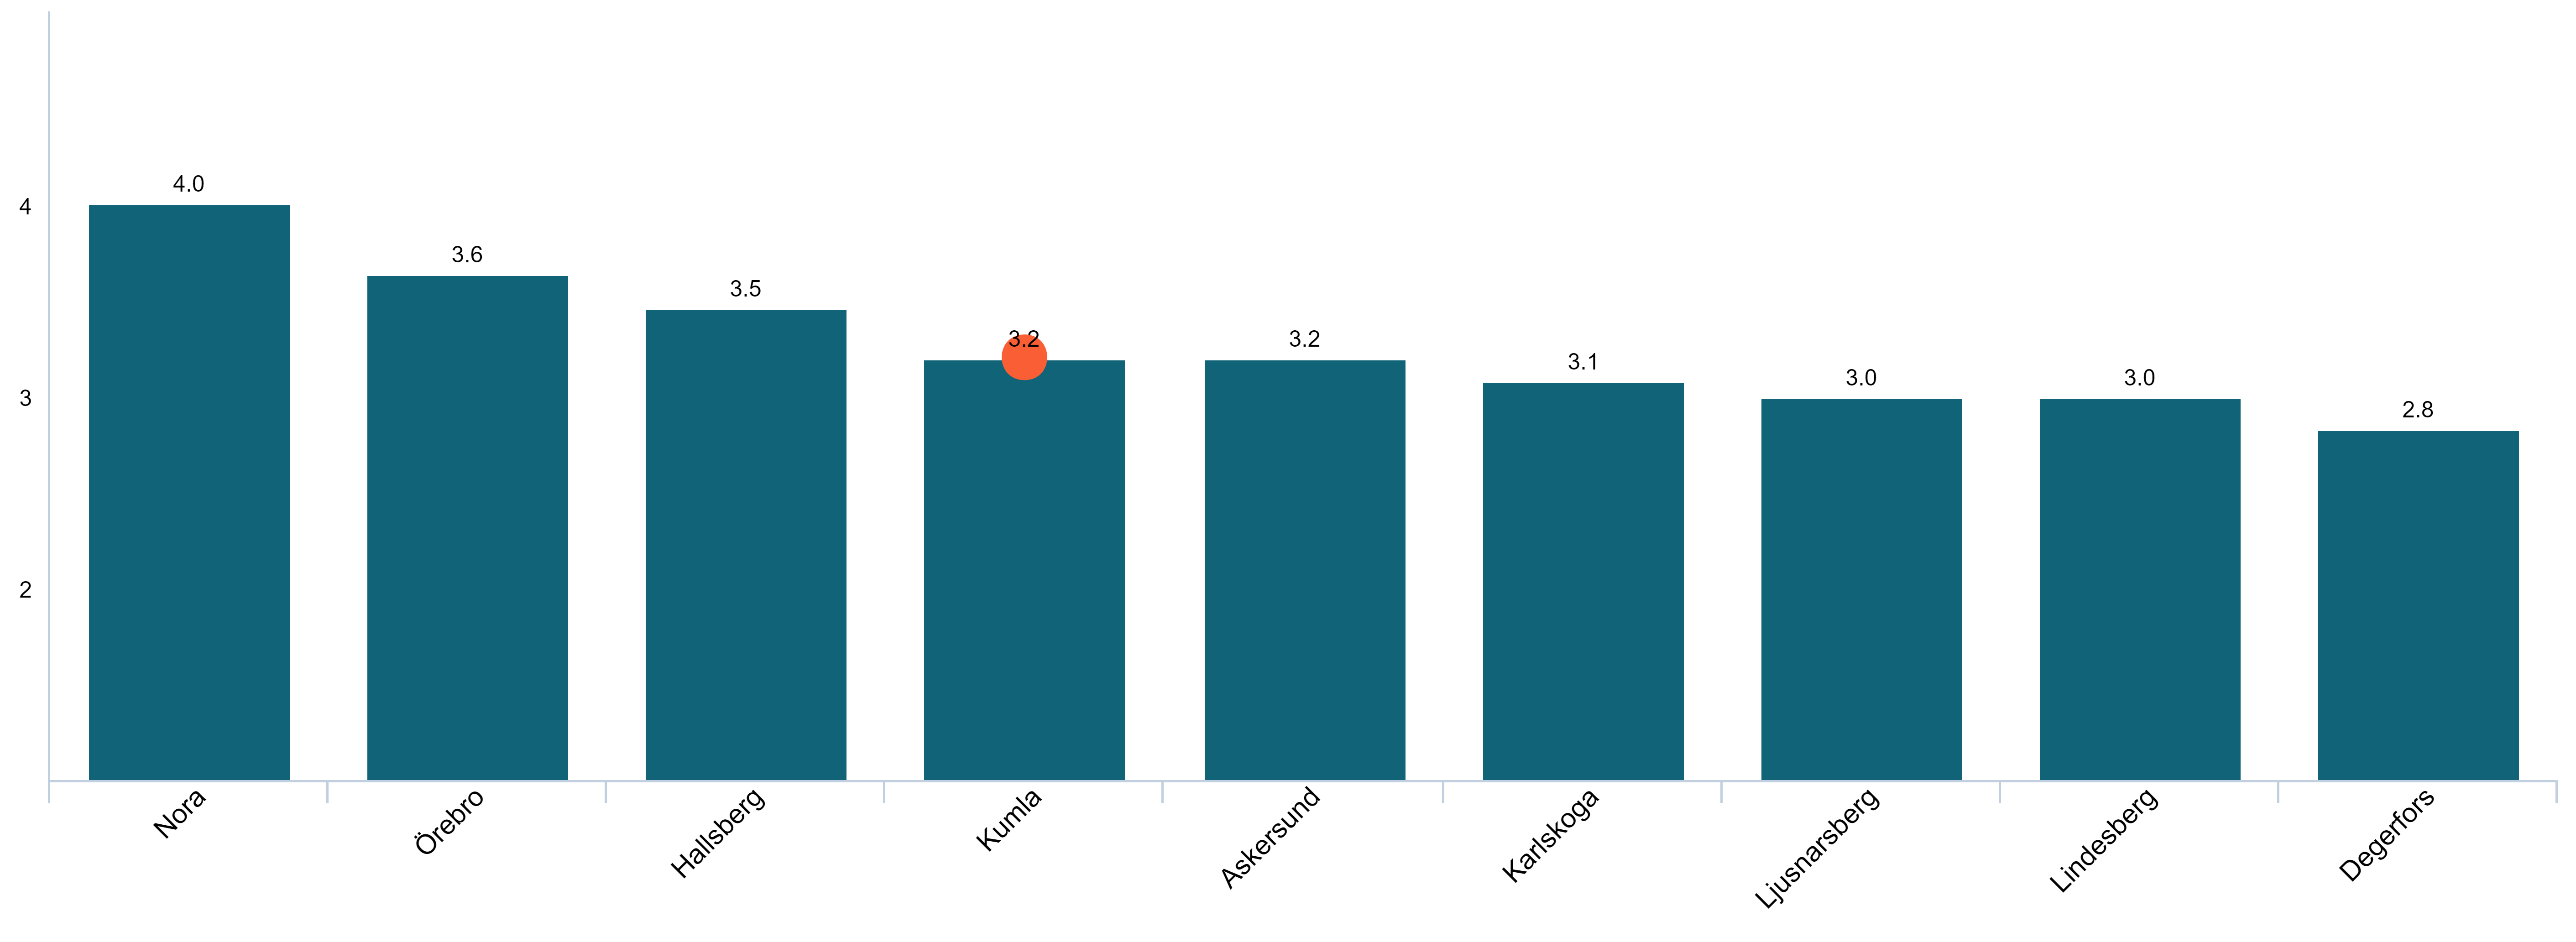 4.0
3.6
3.5
3.2
3.2
3.1
3.0
3.0
2.8
4
3
2
Nora
Örebro
Hallsberg
Kumla
Askersund
Karlskoga
Ljusnarsberg
Lindesberg
Degerfors